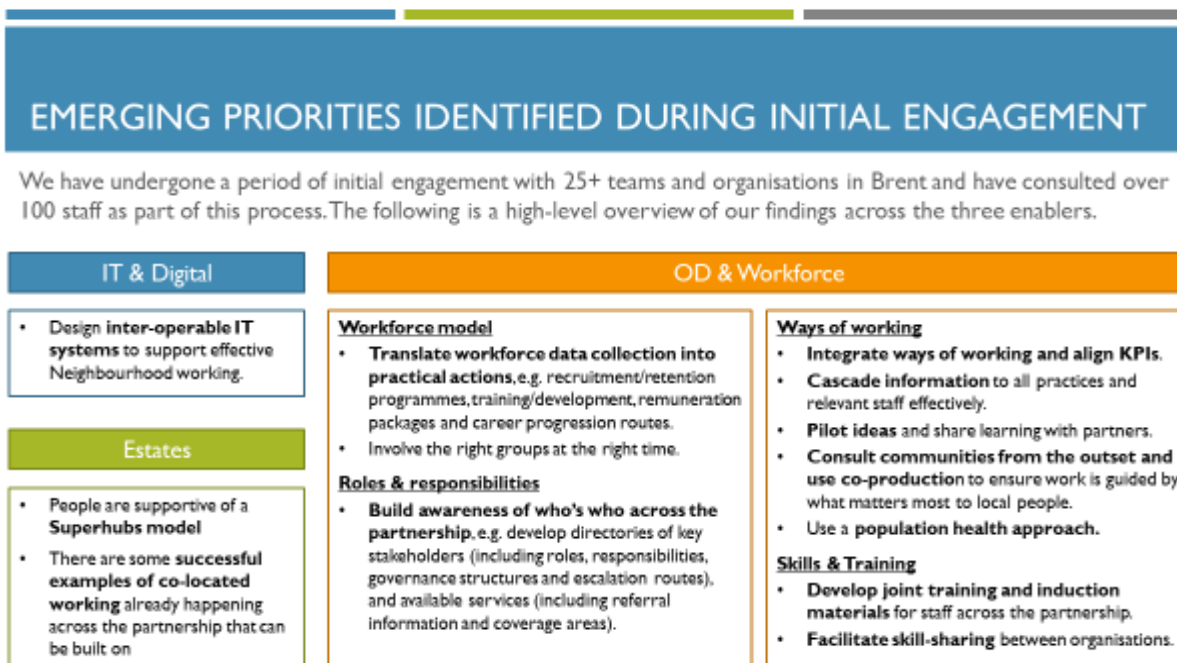 EMERGING PRIORITIES IDENTIFIED DURING INITIAL ENGAGEMENT
We have undergone a period of initial engagement with 25+ teams and organisations in Brent and have consulted over
100 staff as part of this process. The following is a high-level overview of our findings across the three enablers.
IT & Digital
• Design inter-operable IT
systems to support effective
Neighbourhood working.
Estates
• People are supportive of a
Superhubs model
• There are some successful
examples of co-located
working already happening
across the partnership that can
be built on
OD & Workforce
Workforce model
• Translate workforce data collection into
practical actions, e.g. recruitment/retention
programmes, training/development, remuneration
packages and career progression routes.
• Involve the right groups at the right time.
Roles & responsibilities
• Build awareness of who's who across the
partnership, e.g. develop directories of key
stakeholders (including roles, responsibilities,
governance structures and escalation routes),
and available services (including referral
information and coverage areas).
Ways of working
• Integrate ways of working and align KPIs.
• Cascade information to all practices and
relevant staff effectively.
• Pilot ideas and share learning with partners.
• Consult communities from the outset and
use co-production to ensure work is guided by
what matters most to local people.
• Use a population health approach.
Skills & Training
• Develop joint training and induction
materials for staff across the partnership.
• Facilitate skill-sharing between organisations.